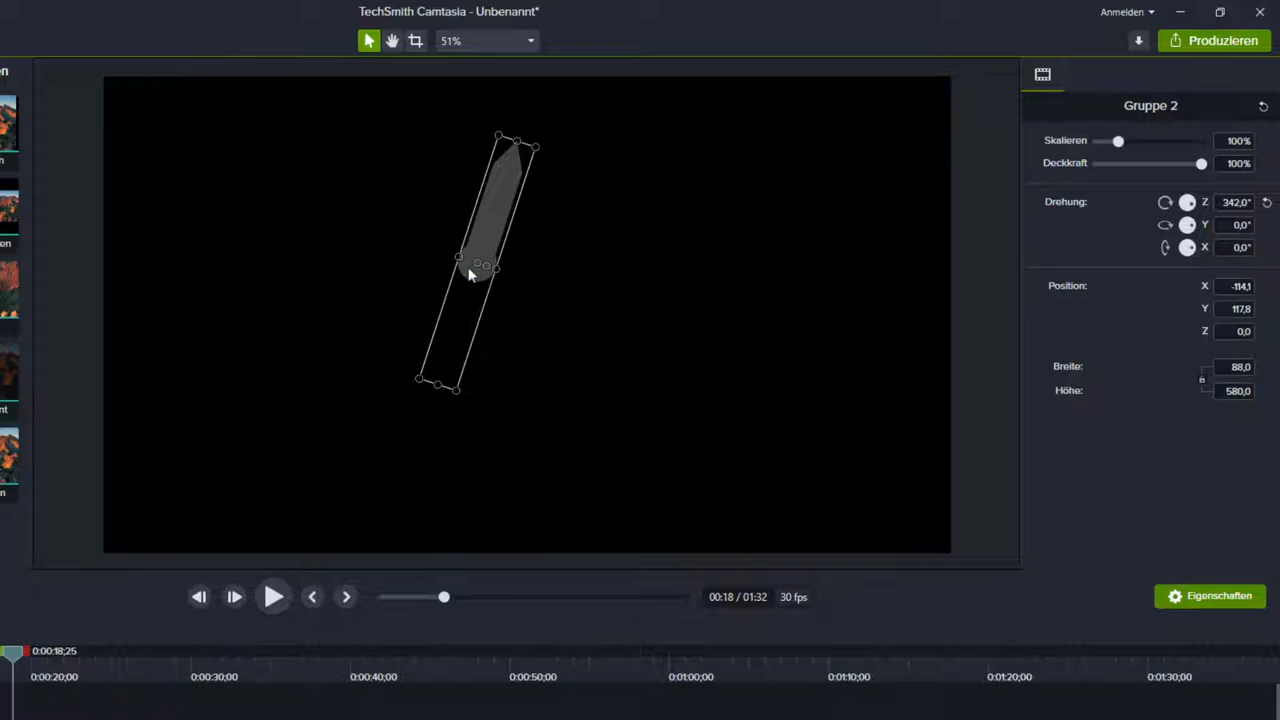 TechSmith Camtasia - Unbenannt*
Anmelden
51%
Produzieren
en
n
en
nt
n
Gruppe 2
Skalieren 100%
Deckkraft 100%
Drehung: Z 342,0°
Y 0,0°
X 0,0°
Position: X -114,1
Y 117,8
Z 0,0
Breite: 88,0
Höhe: 580,0
00:18 / 01:32 30 fps
Eigenschaften
0:00:18;25
0:00:20;00 0:00:30;00 0:00:40;00 0:00:50;00 0:01:00;00 0:01:10;00 0:01:20;00 0:01:30;00